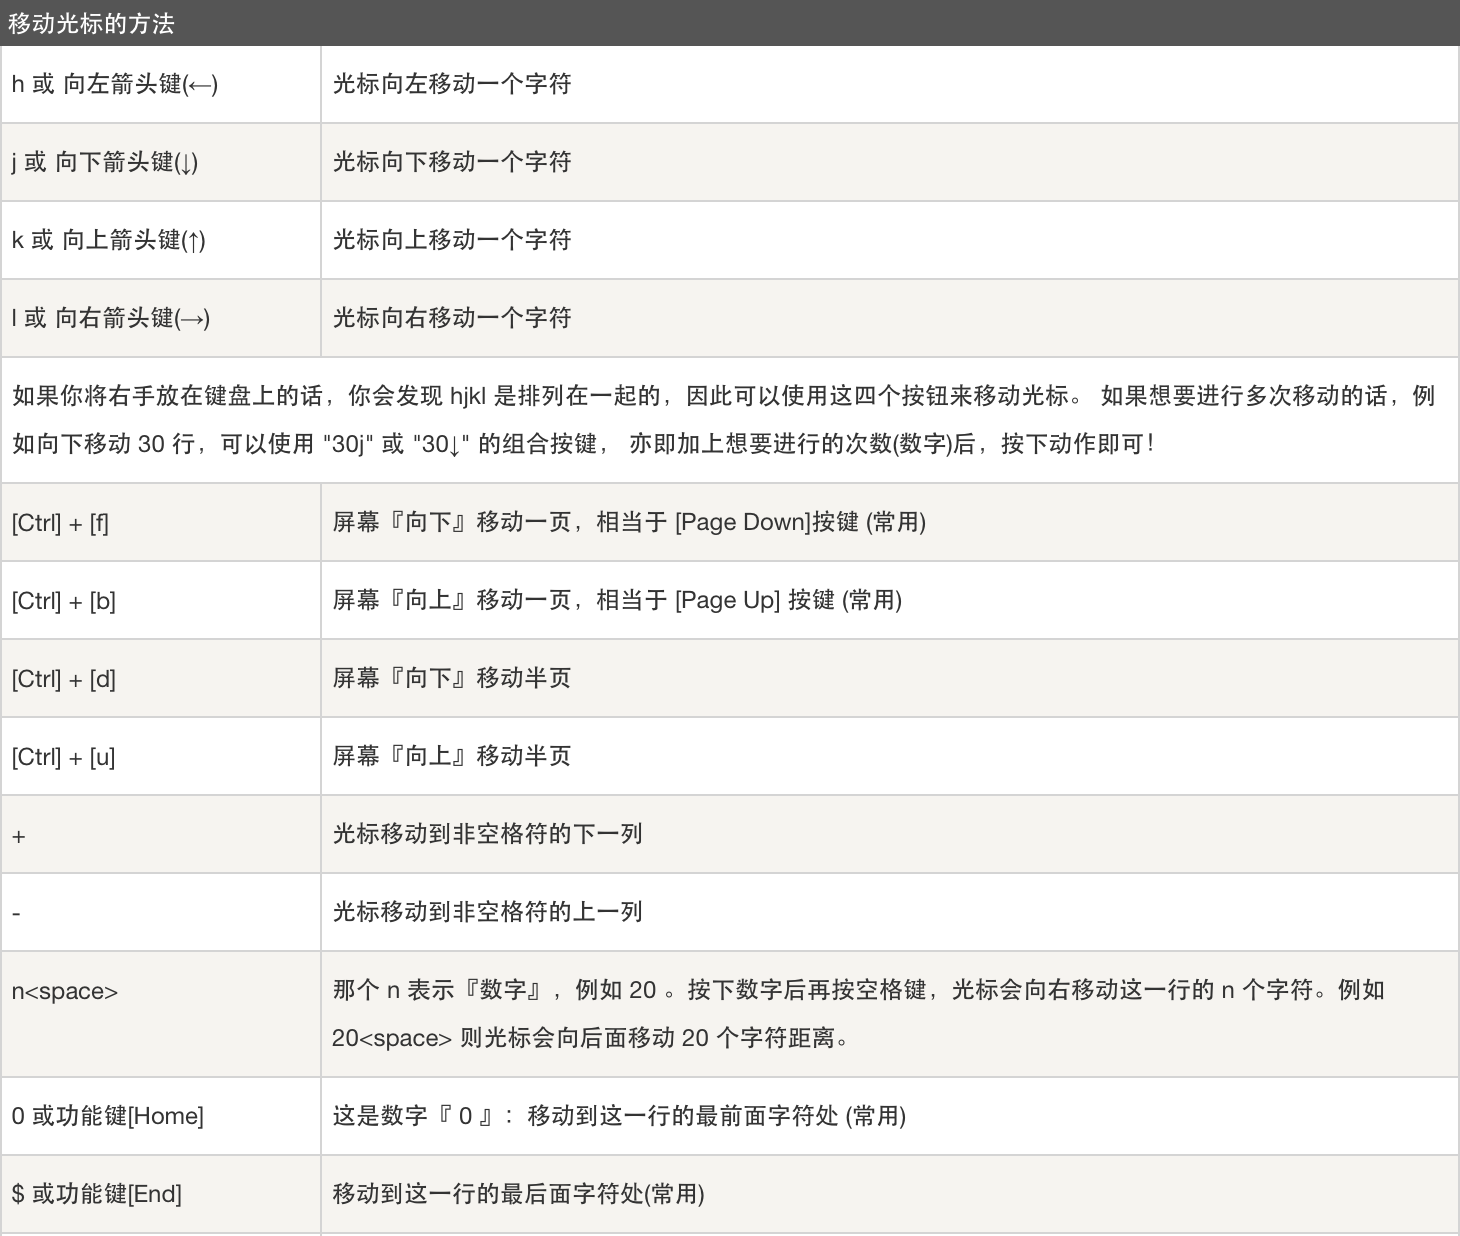 移动光标的方法
h 或 向左箭头键(←)
光标向左移动一个字符
j 或 向下箭头键(↓)
光标向下移动一个字符
k 或 向上箭头键(↑)
光标向上移动一个字符
l 或 向右箭头键(→)
光标向右移动一个字符
如果你将右手放在键盘上的话，你会发现 hjkl 是排列在一起的，因此可以使用这四个按钮来移动光标。 如果想要进行多次移动的话，例
如向下移动 30 行，可以使用 "30j" 或 "30↓" 的组合按键， 亦即加上想要进行的次数(数字)后，按下动作即可！
[Ctrl] + [f]
屏幕『向下』移动一页，相当于 [Page Down]按键 (常用)
[Ctrl] + [b]
屏幕『向上』移动一页，相当于 [Page Up] 按键 (常用)
[Ctrl] + [d]
屏幕『向下』移动半页
[Ctrl] + [u]
屏幕『向上』移动半页
+
光标移动到非空格符的下一列
-
光标移动到非空格符的上一列
n<space>
那个 n 表示『数字』，例如 20 。按下数字后再按空格键，光标会向右移动这一行的 n 个字符。例如
20<space> 则光标会向后面移动 20 个字符距离。
0 或功能键[Home]
这是数字『 0 』：移动到这一行的最前面字符处 (常用)
$ 或功能键[End]
移动到这一行的最后面字符处(常用)